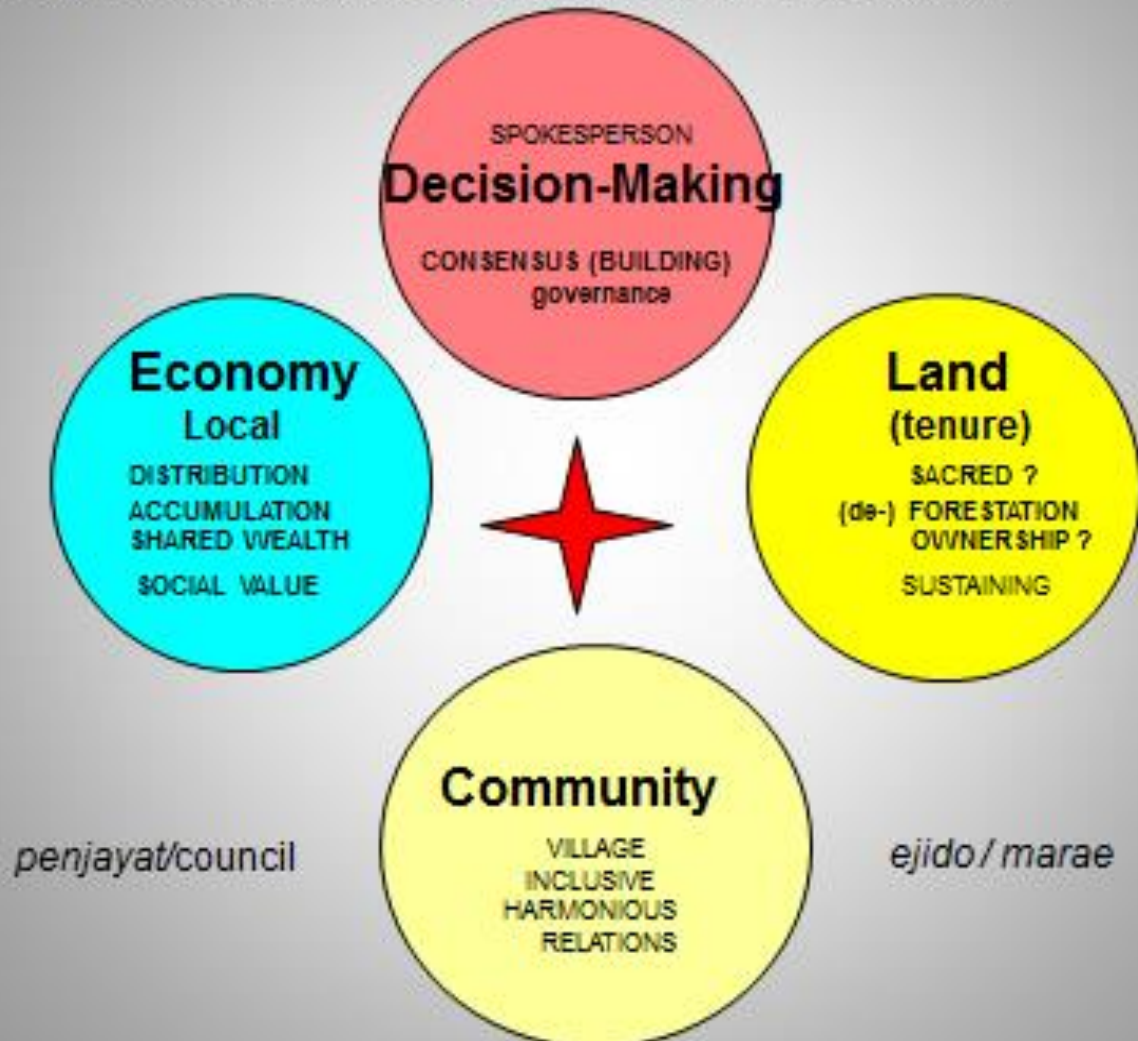 SPOKESPERSON
Decision-Making
CONSENSUS (BUILDING)
governance
Economy
Local
DISTRIBUTION
ACCUMULATION
SHARED WEALTH
SOCIAL VALUE
Land
(tenure)
SACRED ?
(de-) FORESTATION
OWNERSHIP ?
SUSTAINING
Community
VILLAGE
INCLUSIVE
HARMONIOUS
RELATIONS
penjayat/council
ejido / marae